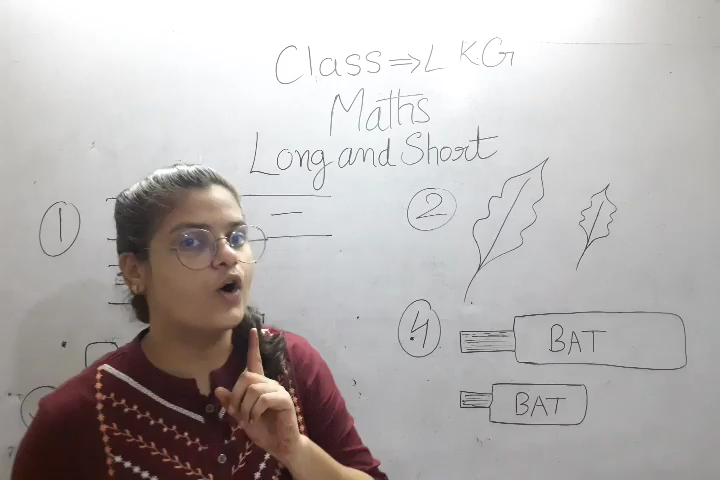 Class ⇒ LKG
Maths
Long and Short
1
2
4
BAT
BAT